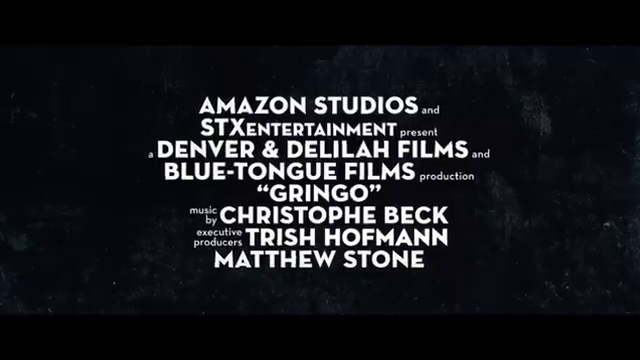 AMAZON STUDIOS and
STXENTERTAINMENT present
a DENVER & DELILAH FILMS and
BLUE-TONGUE FILMS production
“GRINGO”
music by CHRISTOPHE BECK
executive producers TRISH HOFMANN
MATTHEW STONE